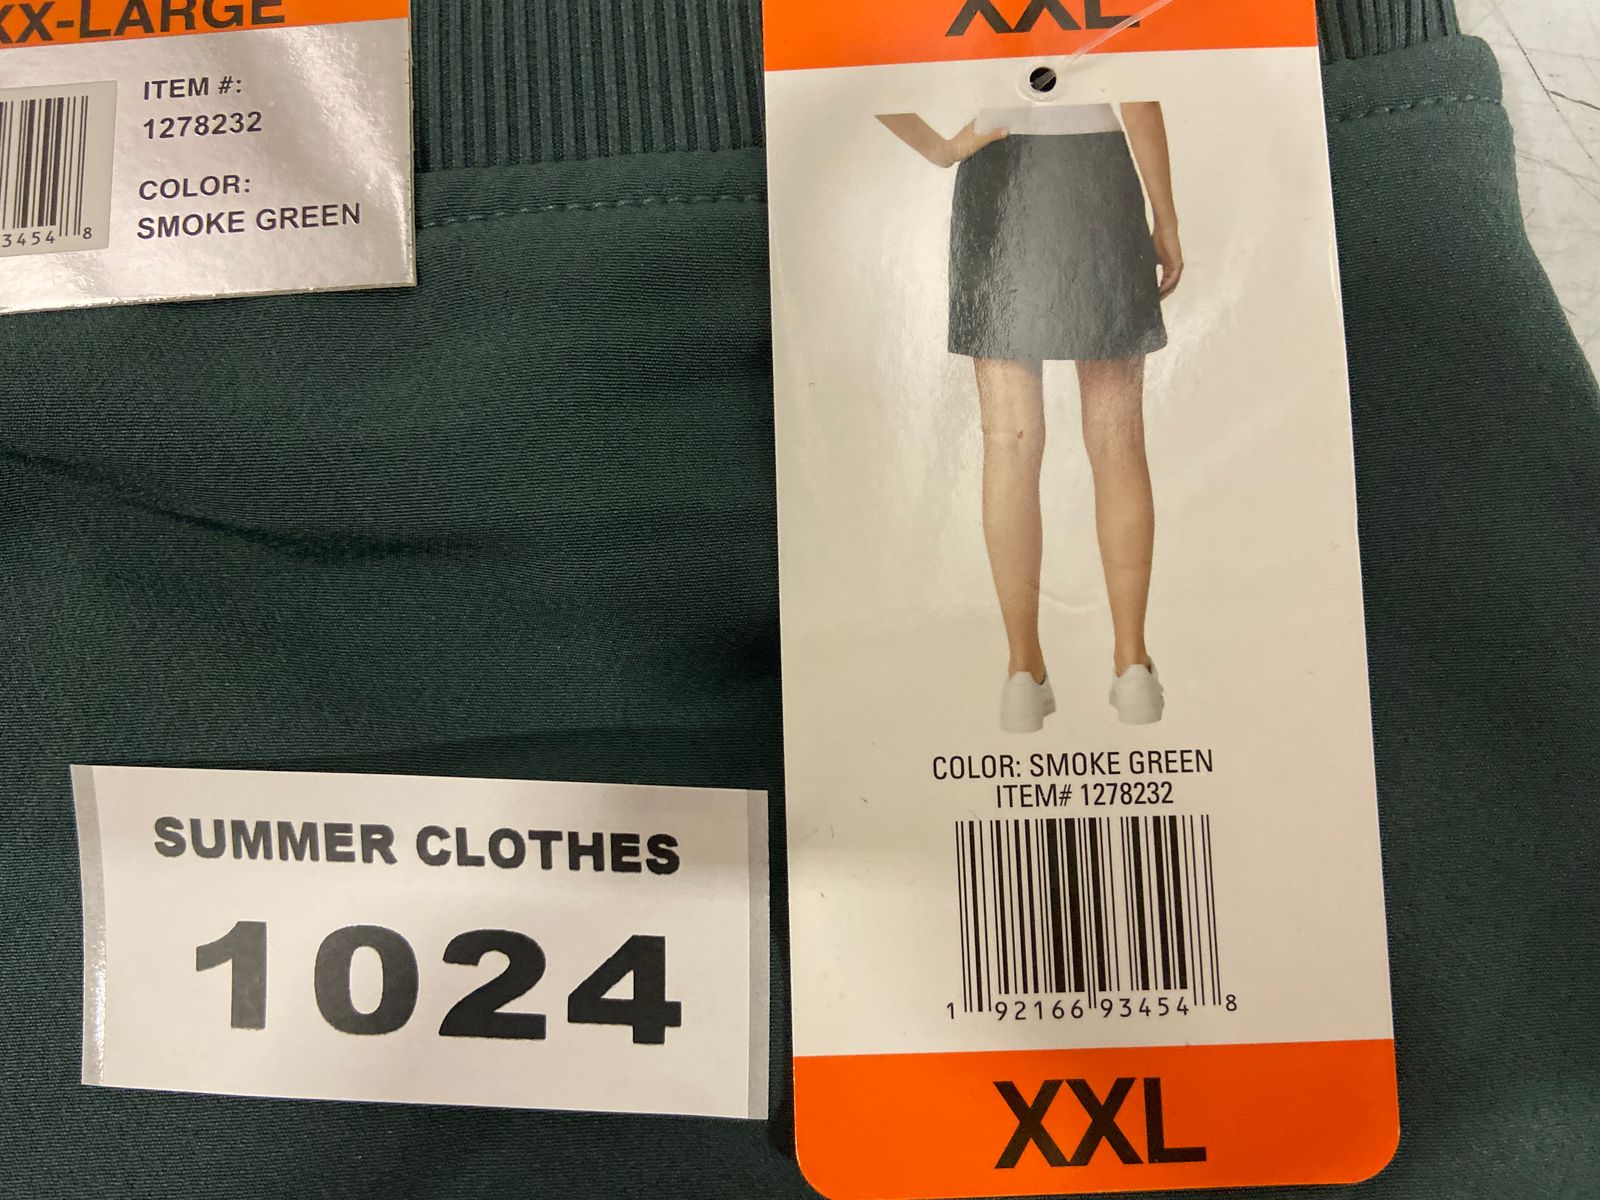 XX-LARGE
ITEM #:
1278232
COLOR:
SMOKE GREEN
3454 8
XXL
COLOR: SMOKE GREEN
ITEM# 1278232
1 92166 93454 8
XXL
SUMMER CLOTHES
1024